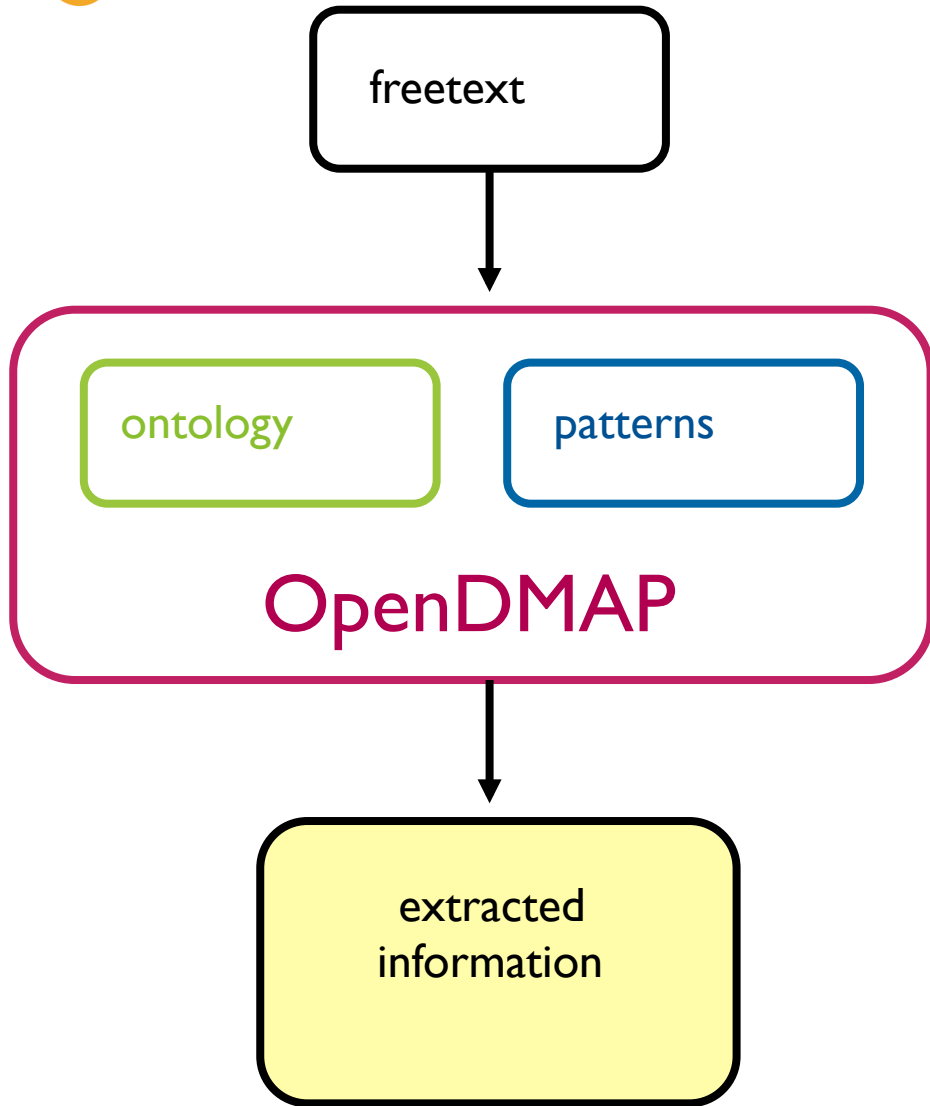 freetext
ontology
patterns
OpenDMAP
extracted
information